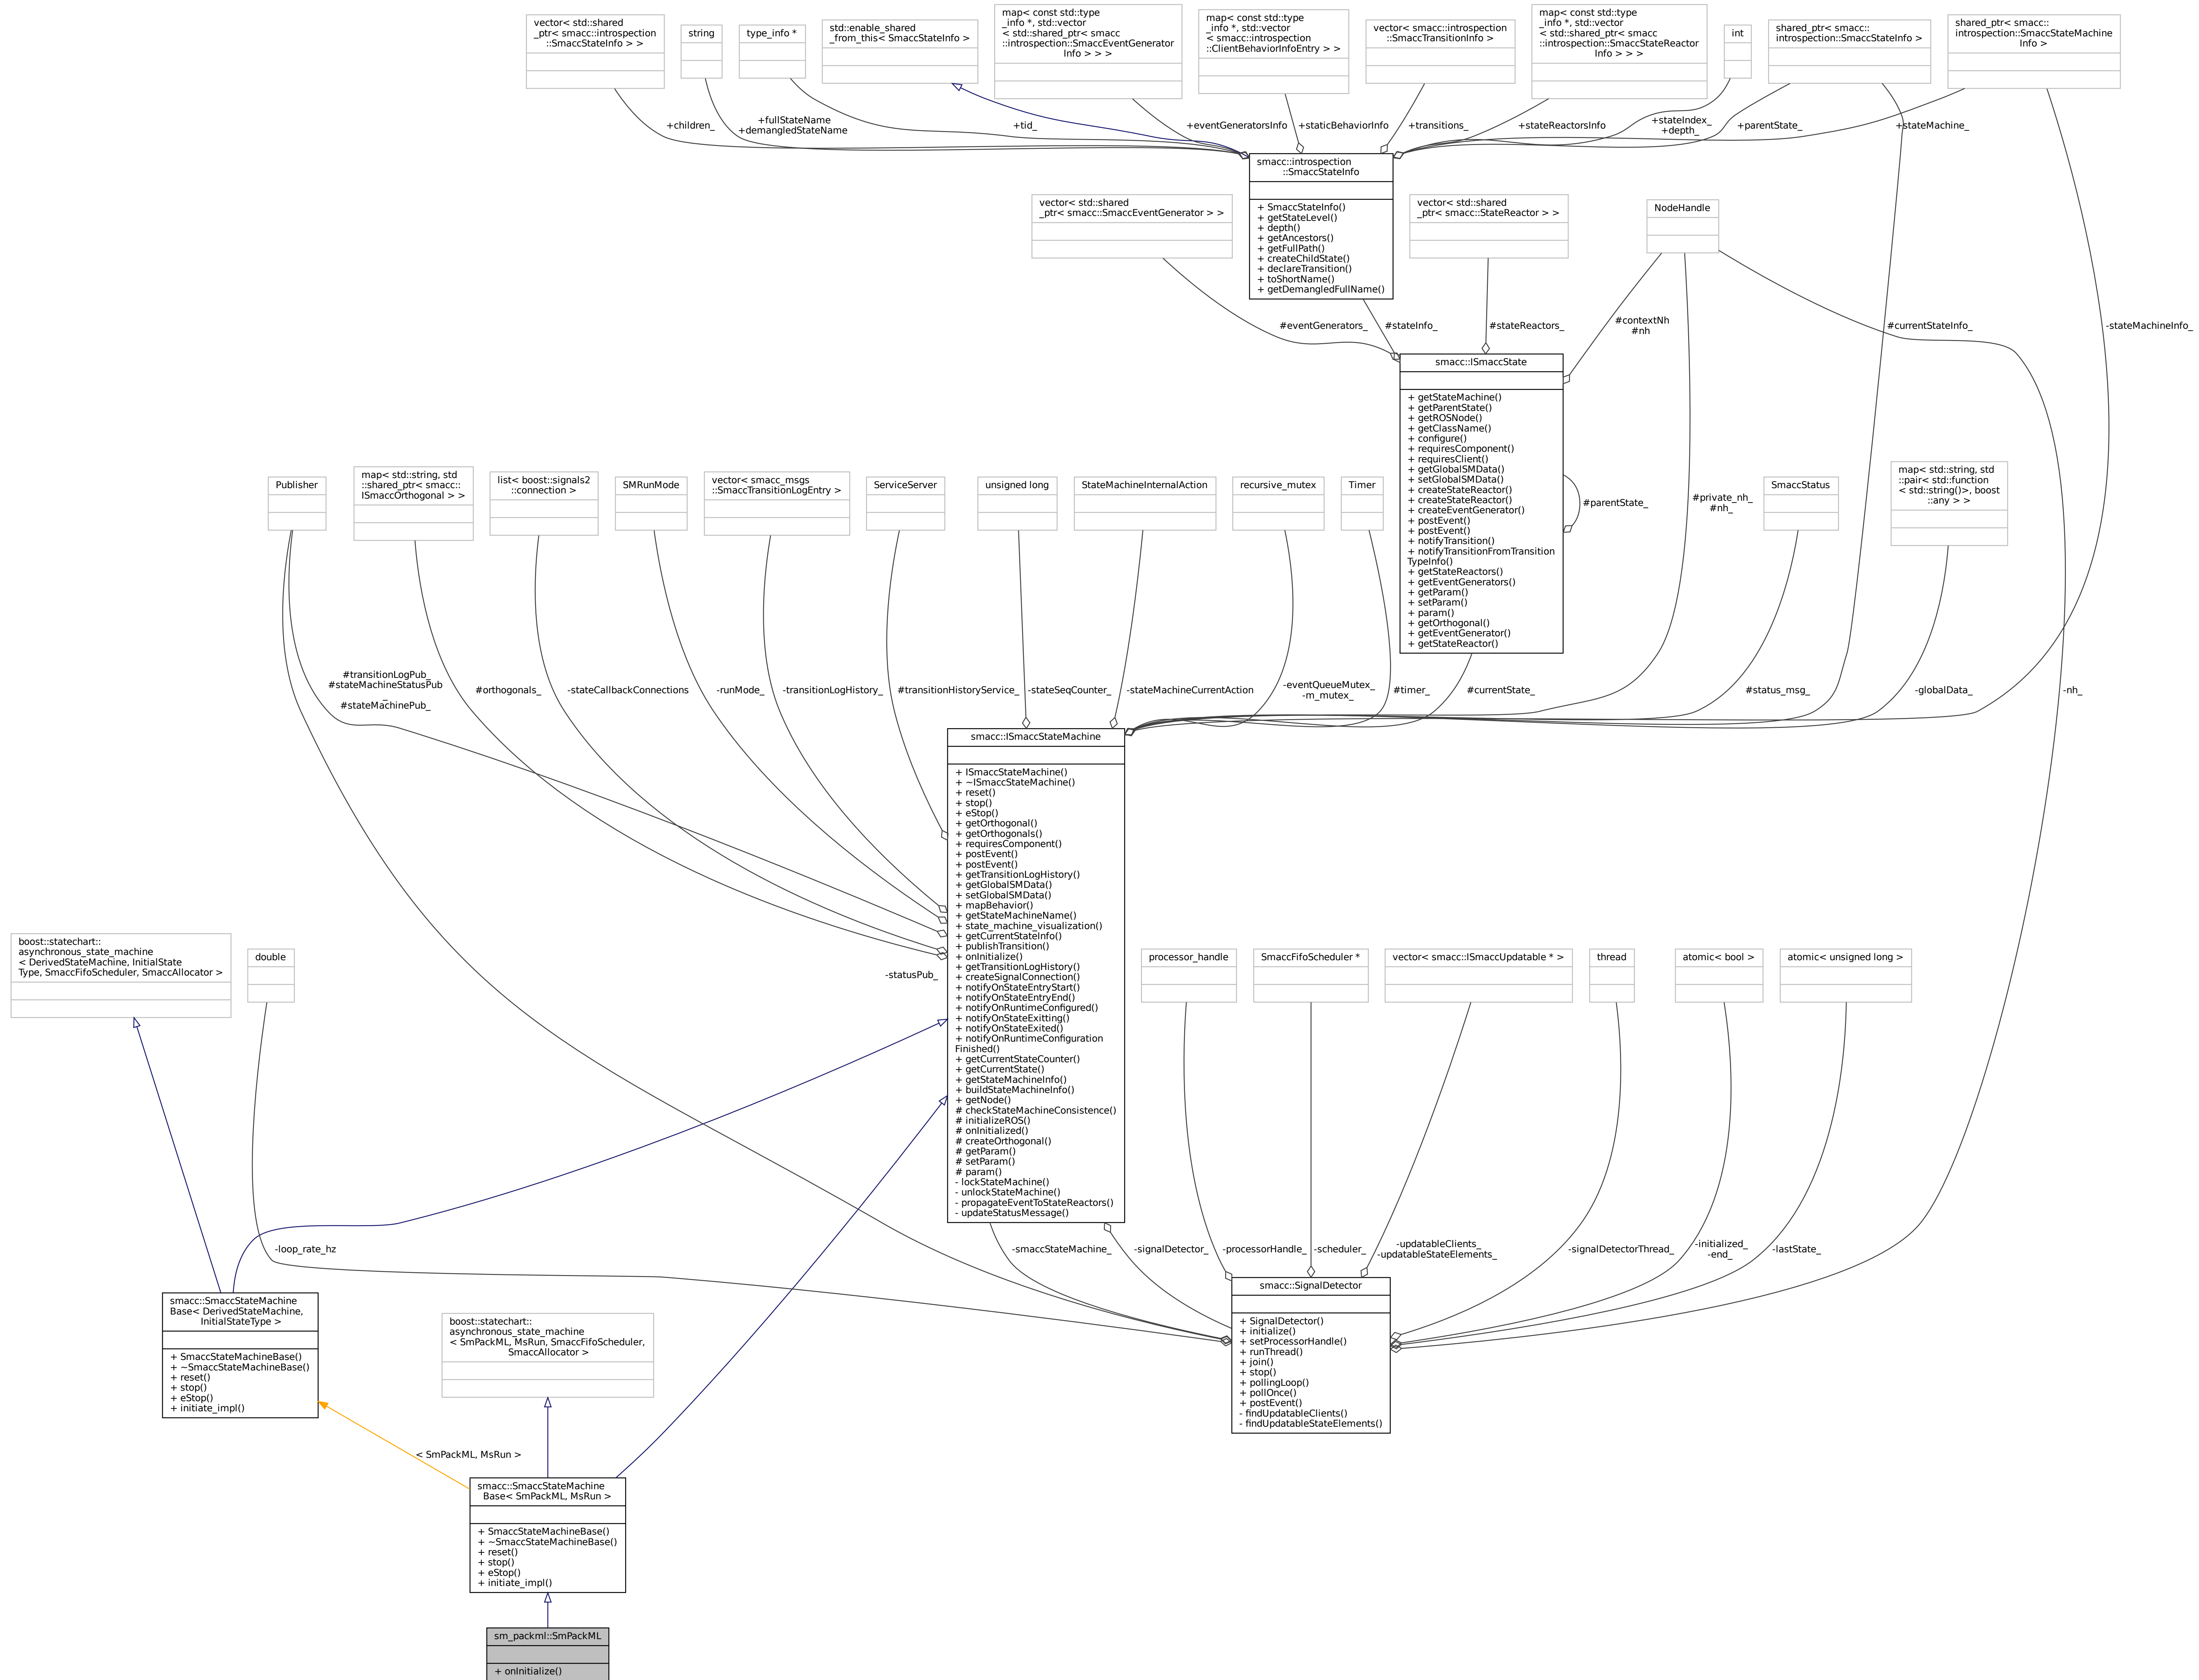 vector< std::shared
_ptr< smacc::introspection
::SmaccStateInfo > >
string
type_info *
std::enable_shared
_from_this< SmaccStateInfo >
map< const std::type
_info *, std::vector
< std::shared_ptr< smacc
::introspection::SmaccEventGenerator
Info > > >
map< const std::type
_info *, std::vector
< smacc::introspection
::ClientBehaviorInfoEntry > >
vector< smacc::introspection
::SmaccTransitionInfo >
map< const std::type
_info *, std::vector
< std::shared_ptr< smacc
::introspection::SmaccStateReactor
Info > > >
int
shared_ptr< smacc::
introspection::SmaccStateInfo >
shared_ptr< smacc::
introspection::SmaccStateMachine
Info >
+children_
+fullStateName
+demangledStateName
+tid_
+eventGeneratorsInfo
+staticBehaviorInfo
+transitions_
+stateReactorsInfo
+stateIndex_
+depth_
+parentState_
+stateMachine_
smacc::introspection
::SmaccStateInfo
+ SmaccStateInfo()
+ getStateLevel()
+ depth()
+ getAncestors()
+ getFullPath()
+ createChildState()
+ declareTransition()
+ toShortName()
+ getDemangledFullName()
vector< std::shared
_ptr< smacc::SmaccEventGenerator > >
vector< std::shared
_ptr< smacc::StateReactor > >
NodeHandle
#eventGenerators_
#stateInfo_
#stateReactors_
#contextNh
#nh
#currentStateInfo_
-stateMachineInfo_
smacc::ISmaccState
+ getStateMachine()
+ getParentState()
+ getROSNode()
+ getClassName()
+ configure()
+ requiresComponent()
+ requiresClient()
+ getGlobalSMData()
+ setGlobalSMData()
+ createStateReactor()
+ createStateReactor()
+ createEventGenerator()
+ postEvent()
+ postEvent()
+ notifyTransition()
+ notifyTransitionFromTransition
TypeInfo()
+ getStateReactors()
+ getEventGenerators()
+ getParam()
+ setParam()
+ param()
+ getOrthogonal()
+ getEventGenerator()
+ getStateReactor()
#parentState_
#private_nh_
#nh_
Publisher
map< std::string, std
::shared_ptr< smacc::
ISmaccOrthogonal > >
list< boost::signals2
::connection >
SMRunMode
vector< smacc_msgs
::SmaccTransitionLogEntry >
ServiceServer
unsigned long
StateMachineInternalAction
recursive_mutex
Timer
SmaccStatus
map< std::string, std
::pair< std::function
< std::string()>, boost
::any > >
#transitionLogPub_
#stateMachineStatusPub
_
#stateMachinePub_
#orthogonals_
-stateCallbackConnections
-runMode_
-transitionLogHistory_
#transitionHistoryService_
-stateSeqCounter_
-stateMachineCurrentAction
-eventQueueMutex_
-m_mutex_
#timer_
#currentState_
#status_msg_
-globalData_
-nh_
smacc::ISmaccStateMachine
+ ISmaccStateMachine()
+ ~ISmaccStateMachine()
+ reset()
+ stop()
+ eStop()
+ getOrthogonal()
+ getOrthogonals()
+ requiresComponent()
+ postEvent()
+ postEvent()
+ getTransitionLogHistory()
+ getGlobalSMData()
+ setGlobalSMData()
+ mapBehavior()
+ getStateMachineName()
+ state_machine_visualization()
+ getCurrentStateInfo()
+ publishTransition()
+ onInitialize()
+ getTransitionLogHistory()
+ createSignalConnection()
+ notifyOnStateEntryStart()
+ notifyOnStateEntryEnd()
+ notifyOnRuntimeConfigured()
+ notifyOnStateExitting()
+ notifyOnStateExited()
+ notifyOnRuntimeConfiguration
Finished()
+ getCurrentStateCounter()
+ getCurrentState()
+ getStateMachineInfo()
+ buildStateMachineInfo()
+ getNode()
# checkStateMachineConsistence()
# initializeROS()
# onInitialized()
# createOrthogonal()
# getParam()
# setParam()
# param()
- lockStateMachine()
- unlockStateMachine()
- propagateEventToStateReactors()
- updateStatusMessage()
boost::statechart::
asynchronous_state_machine
< DerivedStateMachine, InitialState
Type, SmaccFifoScheduler, SmaccAllocator >
double
-statusPub_
processor_handle
SmaccFifoScheduler *
vector< smacc::ISmaccUpdatable * >
thread
atomic< bool >
atomic< unsigned long >
-loop_rate_hz
-smaccStateMachine_
-signalDetector_
-processorHandle_
-scheduler_
-updatableClients_
-updatableStateElements_
-signalDetectorThread_
-initialized_
-end_
-lastState_
smacc::SmaccStateMachine
Base< DerivedStateMachine,
InitialStateType >
+ SmaccStateMachineBase()
+ ~SmaccStateMachineBase()
+ reset()
+ stop()
+ eStop()
+ initiate_impl()
boost::statechart::
asynchronous_state_machine
< SmPackML, MsRun, SmaccFifoScheduler,
SmaccAllocator >
smacc::SignalDetector
+ SignalDetector()
+ initialize()
+ setProcessorHandle()
+ runThread()
+ join()
+ stop()
+ pollingLoop()
+ pollOnce()
+ postEvent()
- findUpdatableClients()
- findUpdatableStateElements()
< SmPackML, MsRun >
smacc::SmaccStateMachine
Base< SmPackML, MsRun >
+ SmaccStateMachineBase()
+ ~SmaccStateMachineBase()
+ reset()
+ stop()
+ eStop()
+ initiate_impl()
sm_packml::SmPackML
+ onInitialize()